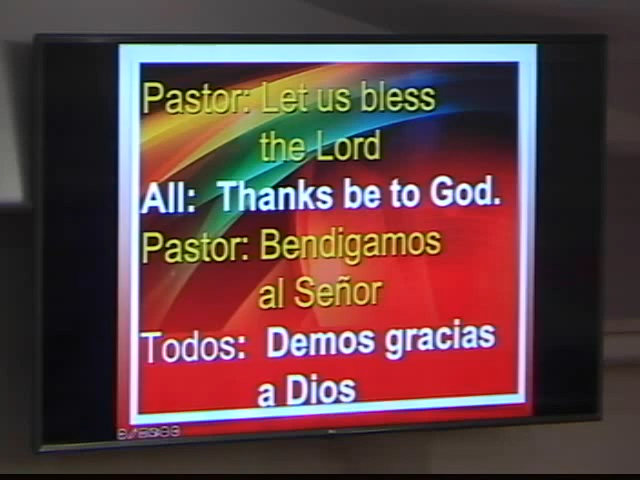 Pastor: Let us bless
the Lord
All: Thanks be to God.
Pastor: Bendigamos
al Señor
Todos: Demos gracias
a Dios